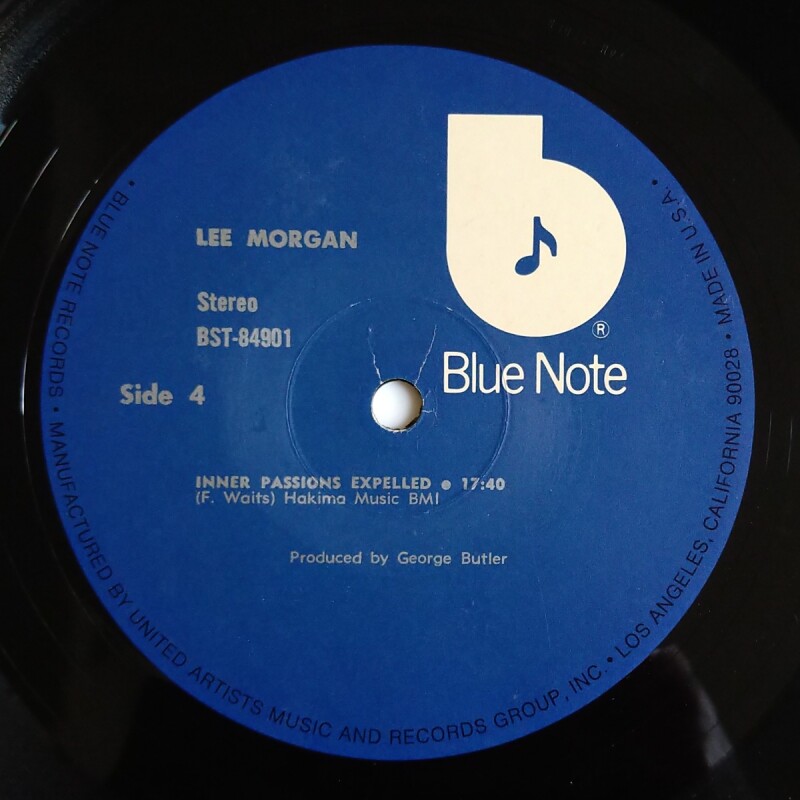 LEE MORGAN
Stereo
BST-84901
Side 4
®
Blue Note
INNER PASSIONS EXPELLED ● 17:40
(F. Waits) Hakima Music BMI
Produced by George Butler
• BLUE NOTE RECORDS • MANUFACTURED BY UNITED ARTISTS MUSIC AND RECORDS GROUP, INC. • LOS ANGELES, CALIFORNIA 90028 • MADE IN U.S.A. •